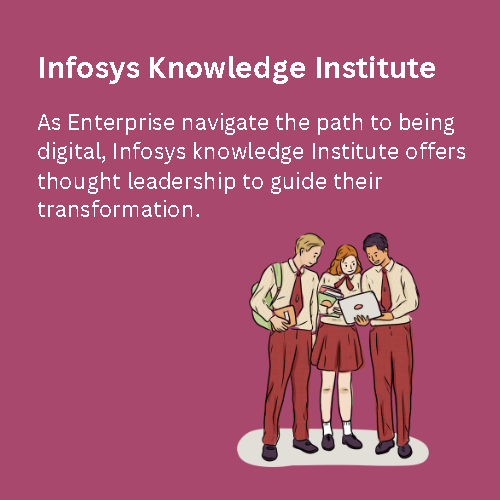 Infosys Knowledge Institute
As Enterprise navigate the path to being
digital, Infosys knowledge Institute offers
thought leadership to guide their
transformation.